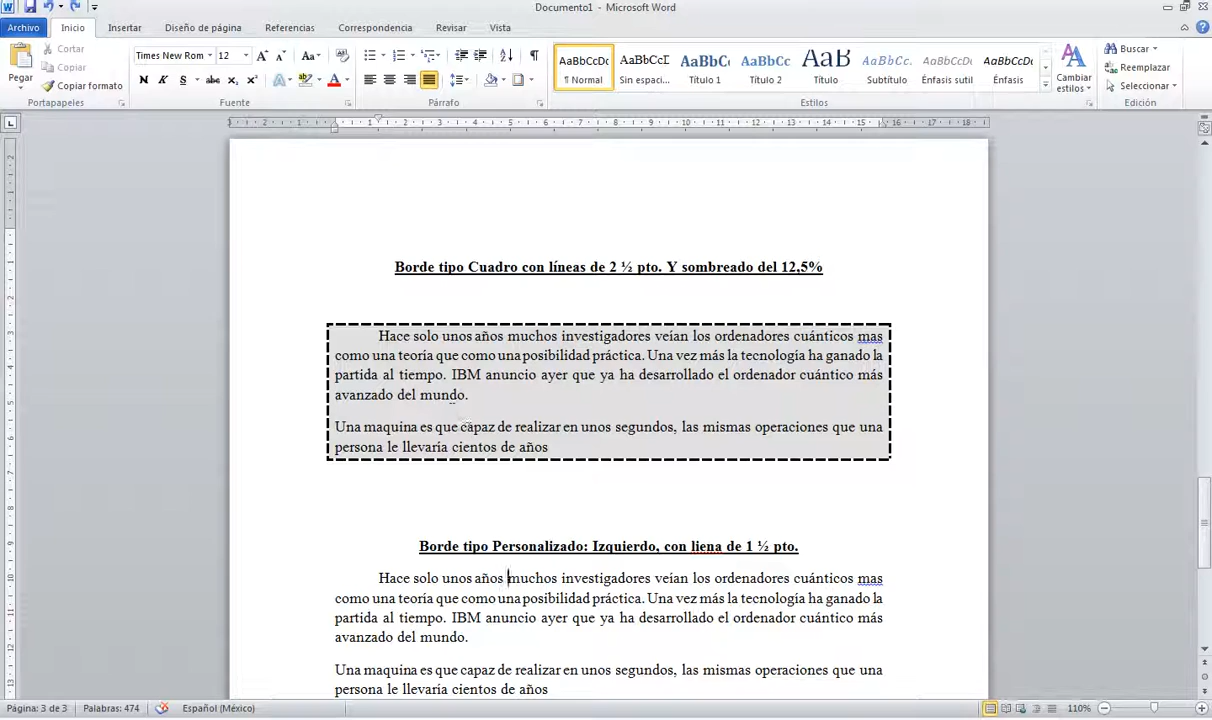 Documento1 - Microsoft Word
Archivo Inicio Insertar Diseño de página Referencias Correspondencia Revisar Vista
Pegar
Cortar
Copiar
Copiar formato
Portapapeles
Times New Rom 12
Fuente
Párrafo
AaBbCcDc AaBbCcDc AaBbC AaBbCc AaB AaBbCc. AaBbCcDc AaBbCcDc
¶ Normal Sin espaci... Título 1 Título 2 Título Subtítulo Énfasis sutil Énfasis
Cambiar estilos
Estilos
Buscar
Reemplazar
Seleccionar
Edición
Borde tipo Cuadro con líneas de 2 ½ pto. Y sombreado del 12,5%
Hace solo unos años muchos investigadores veían los ordenadores cuánticos mas
como una teoría que como una posibilidad práctica. Una vez más la tecnología ha ganado la
partida al tiempo. IBM anuncio ayer que ya ha desarrollado el ordenador cuántico más
avanzado del mundo.
Una maquina es que capaz de realizar en unos segundos, las mismas operaciones que una
persona le llevaría cientos de años
Borde tipo Personalizado: Izquierdo, con liena de 1 ½ pto.
Hace solo unos años muchos investigadores veían los ordenadores cuánticos mas
como una teoría que como una posibilidad práctica. Una vez más la tecnología ha ganado la
partida al tiempo. IBM anuncio ayer que ya ha desarrollado el ordenador cuántico más
avanzado del mundo.
Una maquina es que capaz de realizar en unos segundos, las mismas operaciones que una
persona le llevaría cientos de años
Página: 3 de 3 Palabras: 474 Español (México) 110%